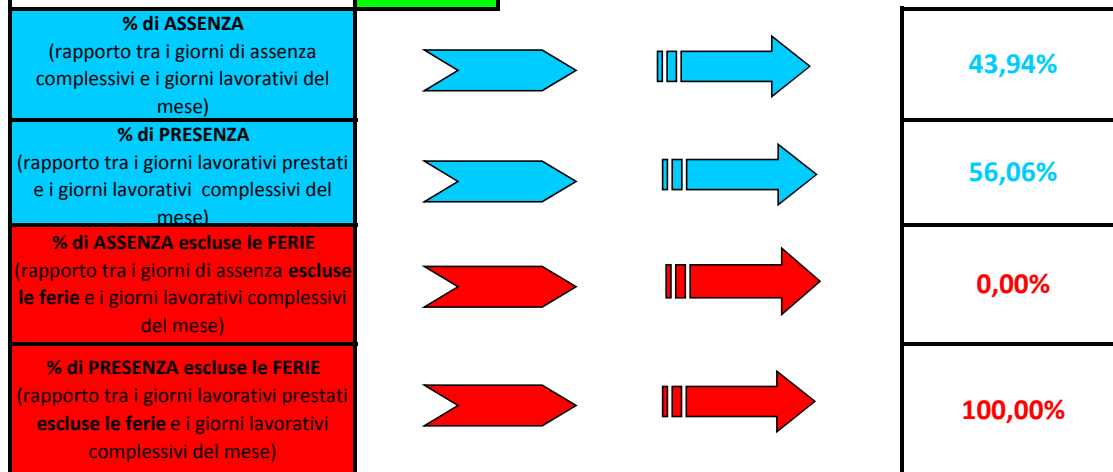 % di ASSENZA
(rapporto tra i giorni di assenza
complessivi e i giorni lavorativi del
mese)
43,94%
% di PRESENZA
(rapporto tra i giorni lavorativi prestati
e i giorni lavorativi complessivi del
mese)
56,06%
% di ASSENZA escluse le FERIE
(rapporto tra i giorni di assenza escluse
le ferie e i giorni lavorativi complessivi
del mese)
0,00%
% di PRESENZA escluse le FERIE
(rapporto tra i giorni lavorativi prestati
escluse le ferie e i giorni lavorativi
complessivi del mese)
100,00%